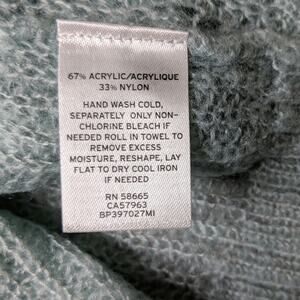 67% ACRYLIC/ACRYLIQUE
33% NYLON
HAND WASH COLD,
SEPARATELY ONLY NON-
CHLORINE BLEACH IF
NEEDED ROLL IN TOWEL TO
REMOVE EXCESS
MOISTURE, RESHAPE, LAY
FLAT TO DRY COOL IRON
IF NEEDED
RN 58665
CA57963
BP397027MI